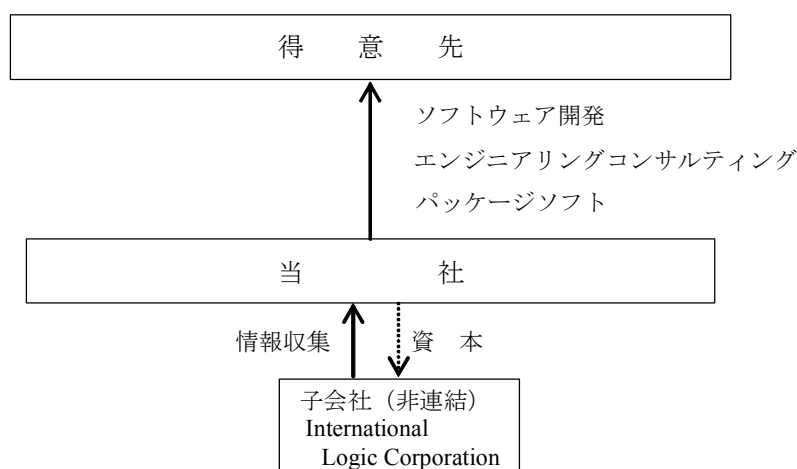 得 意 先
ソフトウェア開発
エンジニアリングコンサルティング
パッケージソフト
当 社
情報収集
資 本
子会社（非連結）
International
Logic Corporation